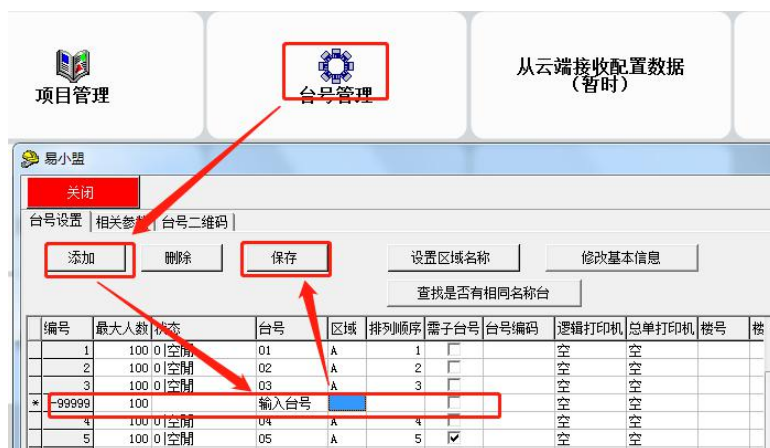 项目管理
台号管理
从云端接收配置数据
（暂时）
易小盟
关闭
台号设置 相关参数 台号二维码
添加 删除 保存 设置区域名称 修改基本信息
查找是否有相同名称台
编号 最大人数 状态 台号 区域 排列顺序 需子台号 台号编码 逻辑打印机 总单打印机 楼号 楼
1 100 0|空閒 01 A 1 空 空
2 100 0|空閒 02 A 2 空 空
3 100 0|空閒 03 A 3 空 空
* -99999 100 输入台号 空 空
4 100 0|空閒 04 A 4 空 空
5 100 0|空閒 05 A 5 空 空